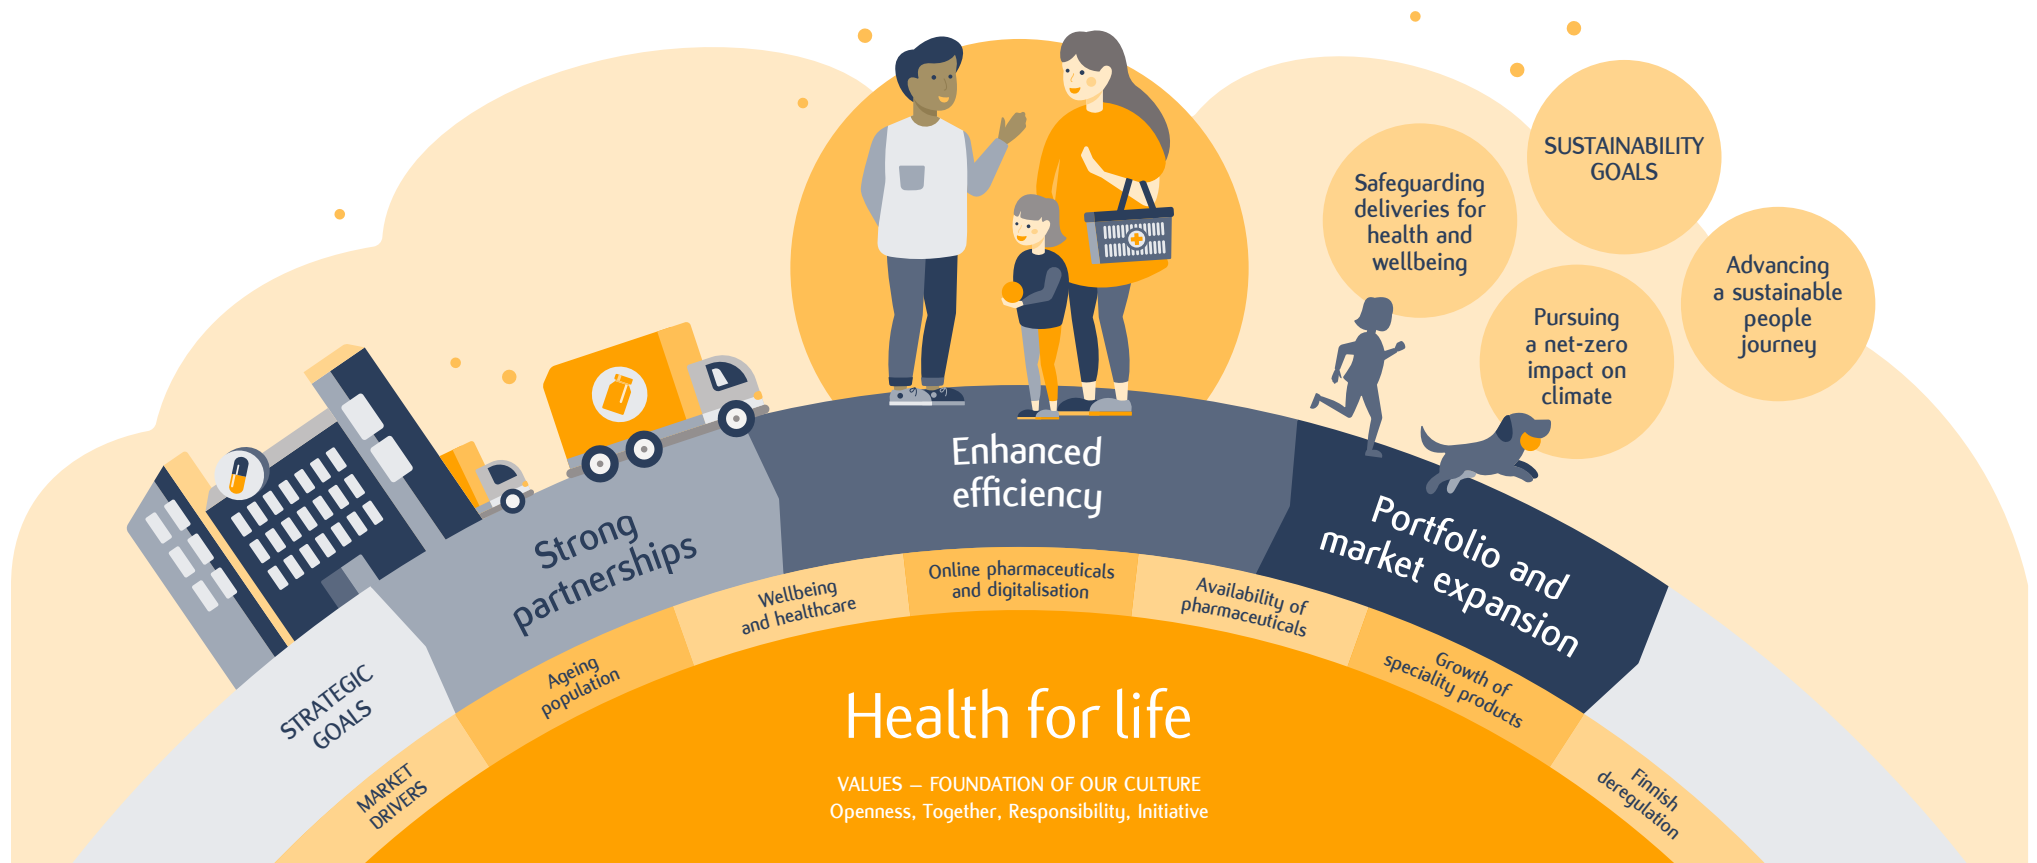 SUSTAINABILITY
GOALS
Safeguarding
deliveries for
health and
wellbeing
Advancing
a sustainable
people
journey
Pursuing
a net-zero
impact on
climate
STRATEGIC
GOALS
Strong
partnerships
Enhanced
efficiency
Portfolio and
market expansion
MARKET
DRIVERS
Ageing
population
Wellbeing
and healthcare
Online pharmaceuticals
and digitalisation
Availability of
pharmaceuticals
Growth of
speciality products
Finnish
deregulation
Health for life
VALUES – FOUNDATION OF OUR CULTURE
Openness, Together, Responsibility, Initiative